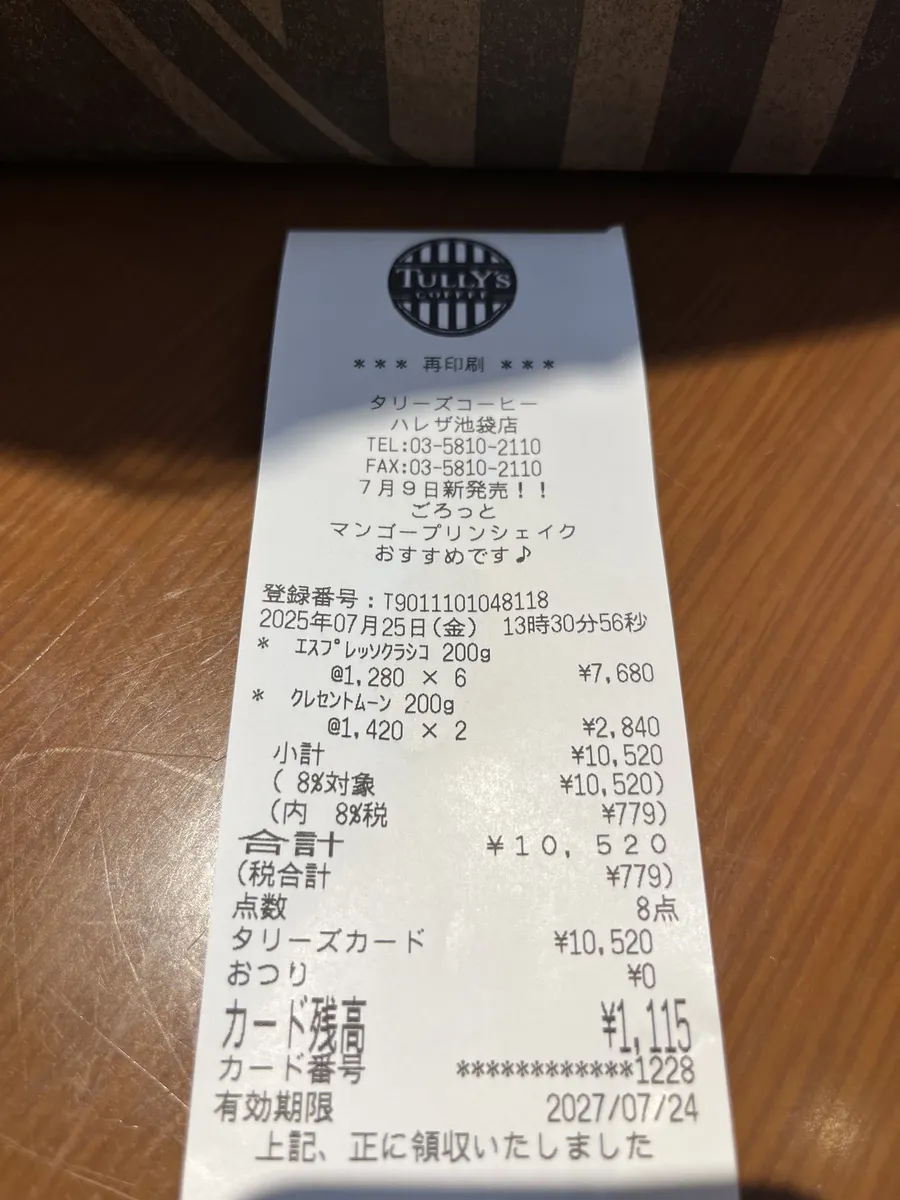 TULLY'S
COFFEE
*** 再印刷 ***
タリーズコーヒー
ハレザ池袋店
TEL:03-5810-2110
FAX:03-5810-2110
7月9日新発売!!
ごろっと
マンゴープリンシェイク
おすすめです♪
登録番号:T9011101048118
2025年07月25日(金) 13時30分56秒
* エスプレッソクラシコ 200g
@1,280 × 6 ¥7,680
* クレセントムーン 200g
@1,420 × 2 ¥2,840
小計 ¥10,520
( 8%対象 ¥10,520)
(内 8%税 ¥779)
合計 ¥10,520
(税合計 ¥779)
点数 8点
タリーズカード ¥10,520
おつり ¥0
カード残高 ¥1,115
カード番号 ************1228
有効期限 2027/07/24
上記、正に領収いたしました